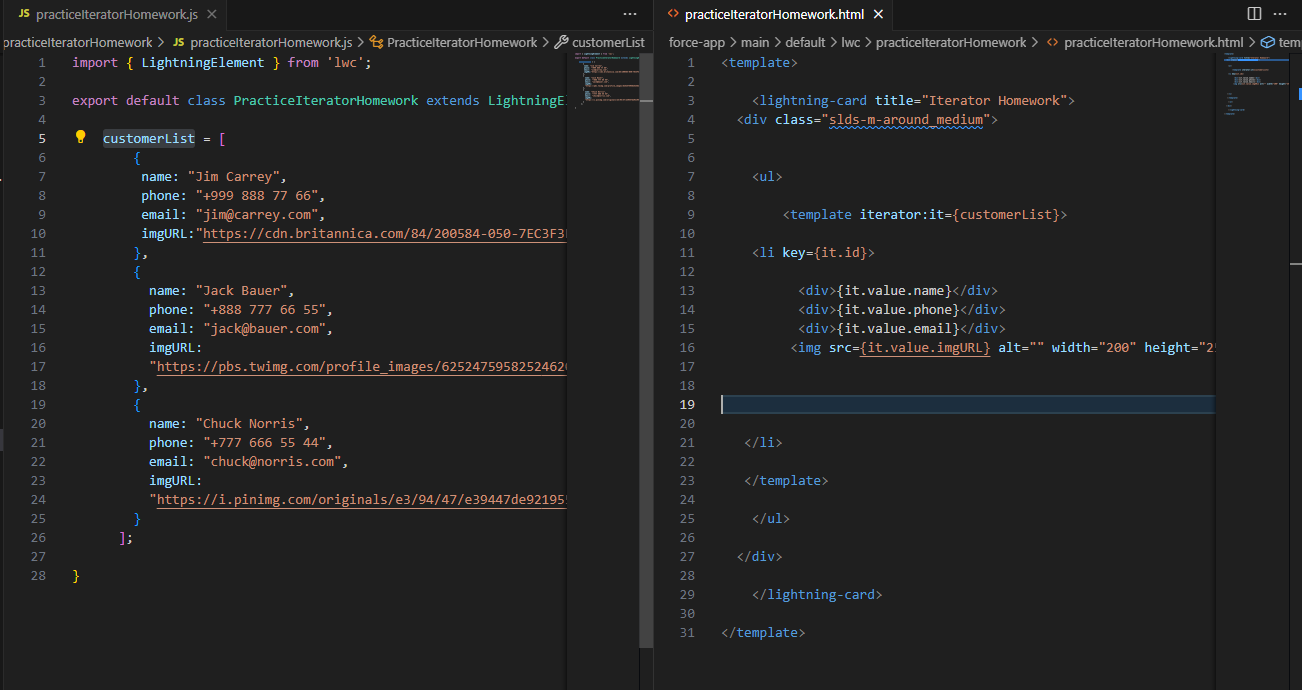 JS practiceIteratorHomework.js ×
practiceIteratorHomework > JS practiceIteratorHomework.js > PracticeIteratorHomework > customerList
1 import { LightningElement } from 'lwc';
2
3 export default class PracticeIteratorHomework extends LightningEl
4
5 customerList = [
6 {
7 name: "Jim Carrey",
8 phone: "+999 888 77 66",
9 email: "jim@carrey.com",
10 imgURL:"https://cdn.britannica.com/84/200584-050-7EC3F3
11 },
12 {
13 name: "Jack Bauer",
14 phone: "+888 777 66 55",
15 email: "jack@bauer.com",
16 imgURL:
17 "https://pbs.twimg.com/profile_images/625247595825246
18 },
19 {
20 name: "Chuck Norris",
21 phone: "+777 666 55 44",
22 email: "chuck@norris.com",
23 imgURL:
24 "https://i.pinimg.com/originals/e3/94/47/e39447de92195
25 }
26 ];
27
28 }
<> practiceIteratorHomework.html ×
force-app > main > default > lwc > practiceIteratorHomework > <> practiceIteratorHomework.html > tem
1 <template>
2
3 <lightning-card title="Iterator Homework">
4 <div class="slds-m-around_medium">
5
6
7 <ul>
8
9 <template iterator:it={customerList}>
10
11 <li key={it.id}>
12
13 <div>{it.value.name}</div>
14 <div>{it.value.phone}</div>
15 <div>{it.value.email}</div>
16 <img src={it.value.imgURL} alt="" width="200" height="25
17
18
19
20
21 </li>
22
23 </template>
24
25 </ul>
26
27 </div>
28
29 </lightning-card>
30
31 </template>